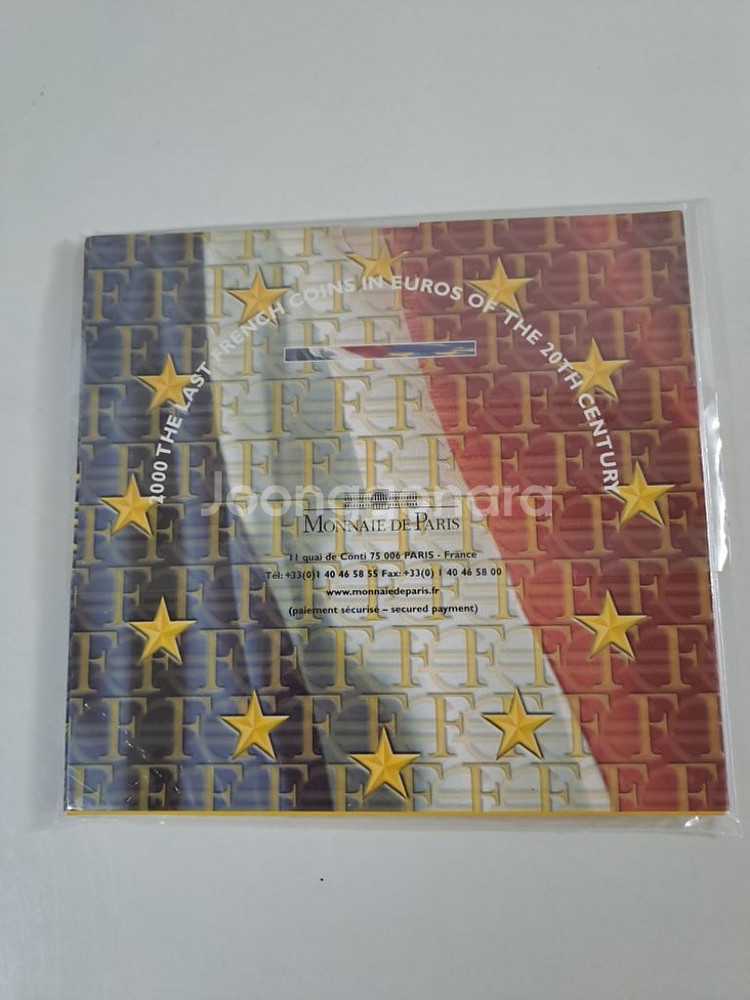 2000 THE LAST FRENCH COINS IN EUROS OF THE 20TH CENTURY
Joonggonara
MONNAIE DE PARIS
11 quai de Conti 75 006 PARIS - France
Tél: +33(0)1 40 46 58 55 Fax: +33(0) 1 40 46 58 00
www.monnaiedeparis.fr
(paiement sécurisé – secured payment)